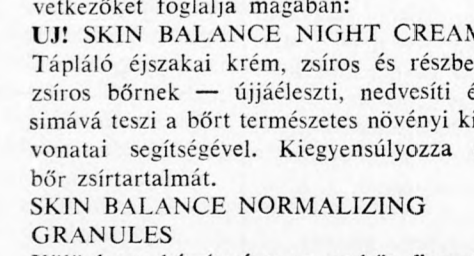 vetkezőket foglalja magában:
UJ! SKIN BALANCE NIGHT CREAM
Tápláló éjszakai krém, zsíros és részbe
zsíros bőrnek — újjáéleszti, nedvesíti é
simává teszi a bőrt természetes növényi ki
vonatai segítségével. Kiegyensúlyozza
bőr zsírtartalmát.
SKIN BALANCE NORMALIZING
GRANULES